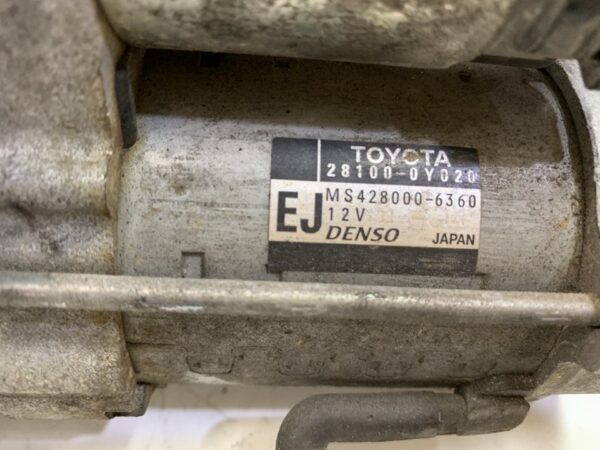 TOYOTA
28100-0Y020
EJ
MS428000-6360
12V
DENSO JAPAN